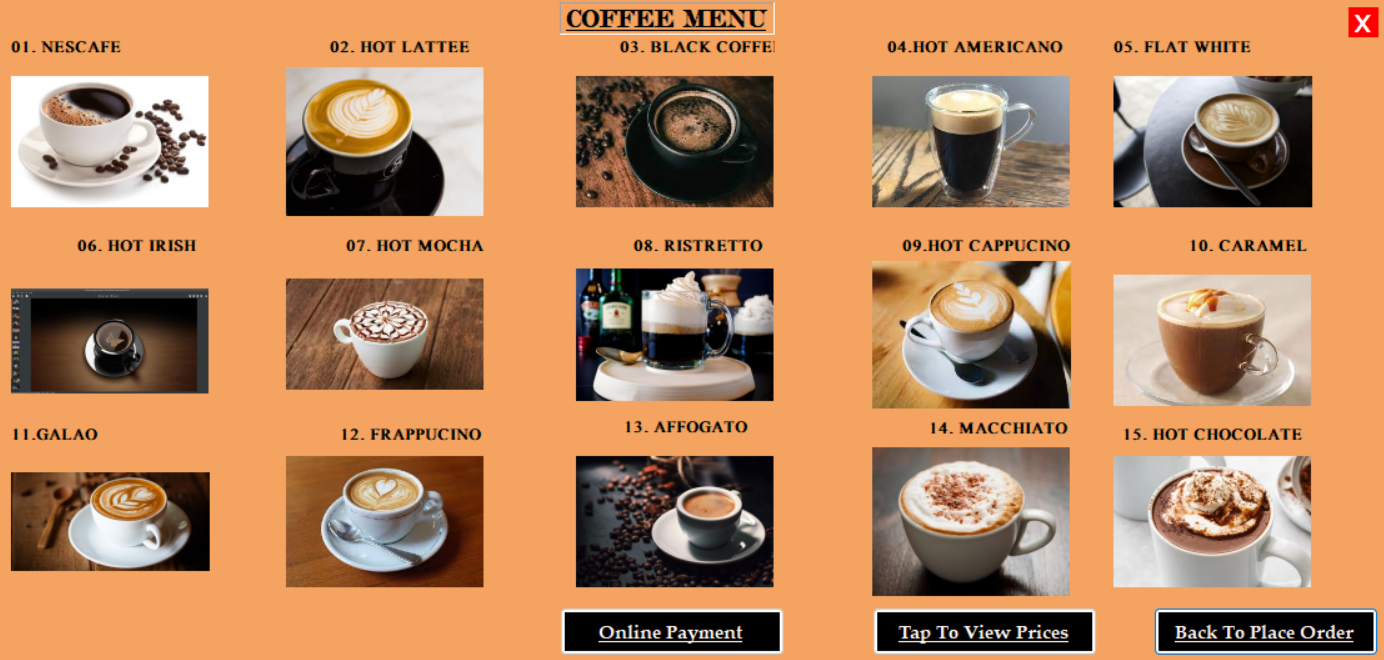 COFFEE MENU
X
01. NESCAFE
02. HOT LATTEE
03. BLACK COFFE
04.HOT AMERICANO
05. FLAT WHITE
06. HOT IRISH
07. HOT MOCHA
08. RISTRETTO
09.HOT CAPPUCINO
10. CARAMEL
11.GALAO
12. FRAPPUCINO
13. AFFOGATO
14. MACCHIATO
15. HOT CHOCOLATE
Online Payment
Tap To View Prices
Back To Place Order